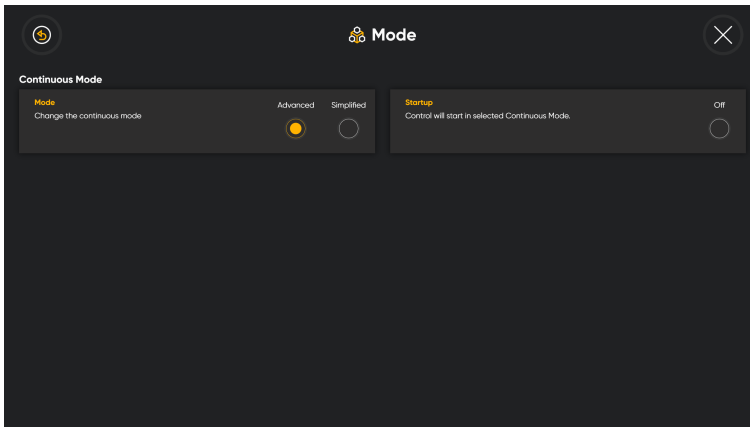 Mode
Continuous Mode
Mode
Change the continuous mode
Advanced
Simplified
Startup
Control will start in selected Continuous Mode.
Off